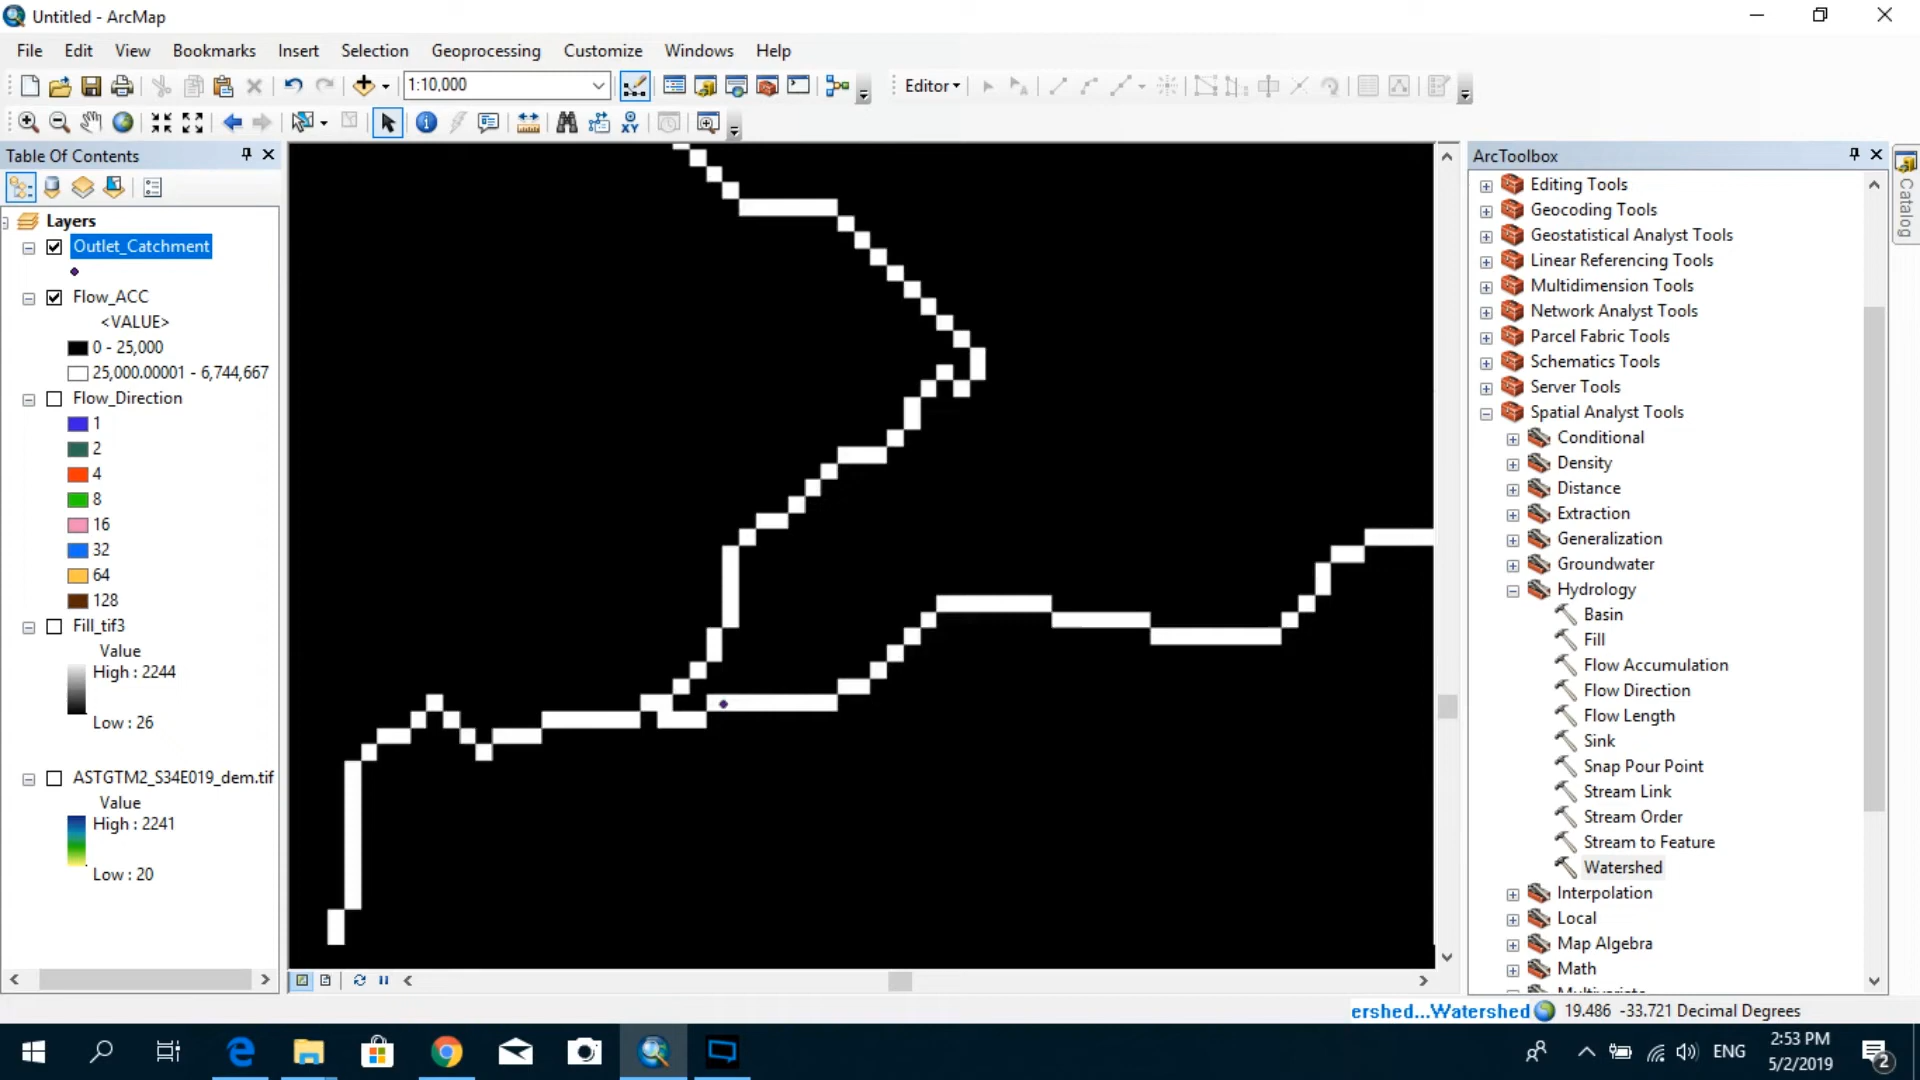 Untitled - ArcMap
File Edit View Bookmarks Insert Selection Geoprocessing Customize Windows Help
1:10,000
Editor
Table Of Contents
Layers
Outlet_Catchment
Flow_ACC
<VALUE>
0 - 25,000
25,000.00001 - 6,744,667
Flow_Direction
1
2
4
8
16
32
64
128
Fill_tif3
Value
High : 2244
Low : 26
ASTGTM2_S34E019_dem.tif
Value
High : 2241
Low : 20
ArcToolbox
Editing Tools
Geocoding Tools
Geostatistical Analyst Tools
Linear Referencing Tools
Multidimension Tools
Network Analyst Tools
Parcel Fabric Tools
Schematics Tools
Server Tools
Spatial Analyst Tools
Conditional
Density
Distance
Extraction
Generalization
Groundwater
Hydrology
Basin
Fill
Flow Accumulation
Flow Direction
Flow Length
Sink
Snap Pour Point
Stream Link
Stream Order
Stream to Feature
Watershed
Interpolation
Local
Map Algebra
Math
Catalog
ershed...Watershed
19.486 -33.721 Decimal Degrees
ENG
2:53 PM
5/2/2019
2